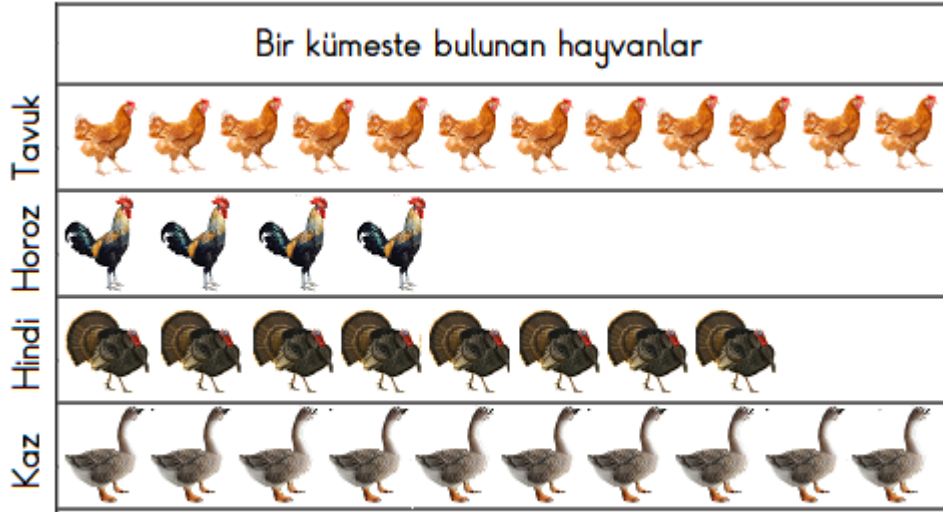 Bir kümeste bulunan hayvanlar
Tavuk
Horoz
Hindi
Kaz